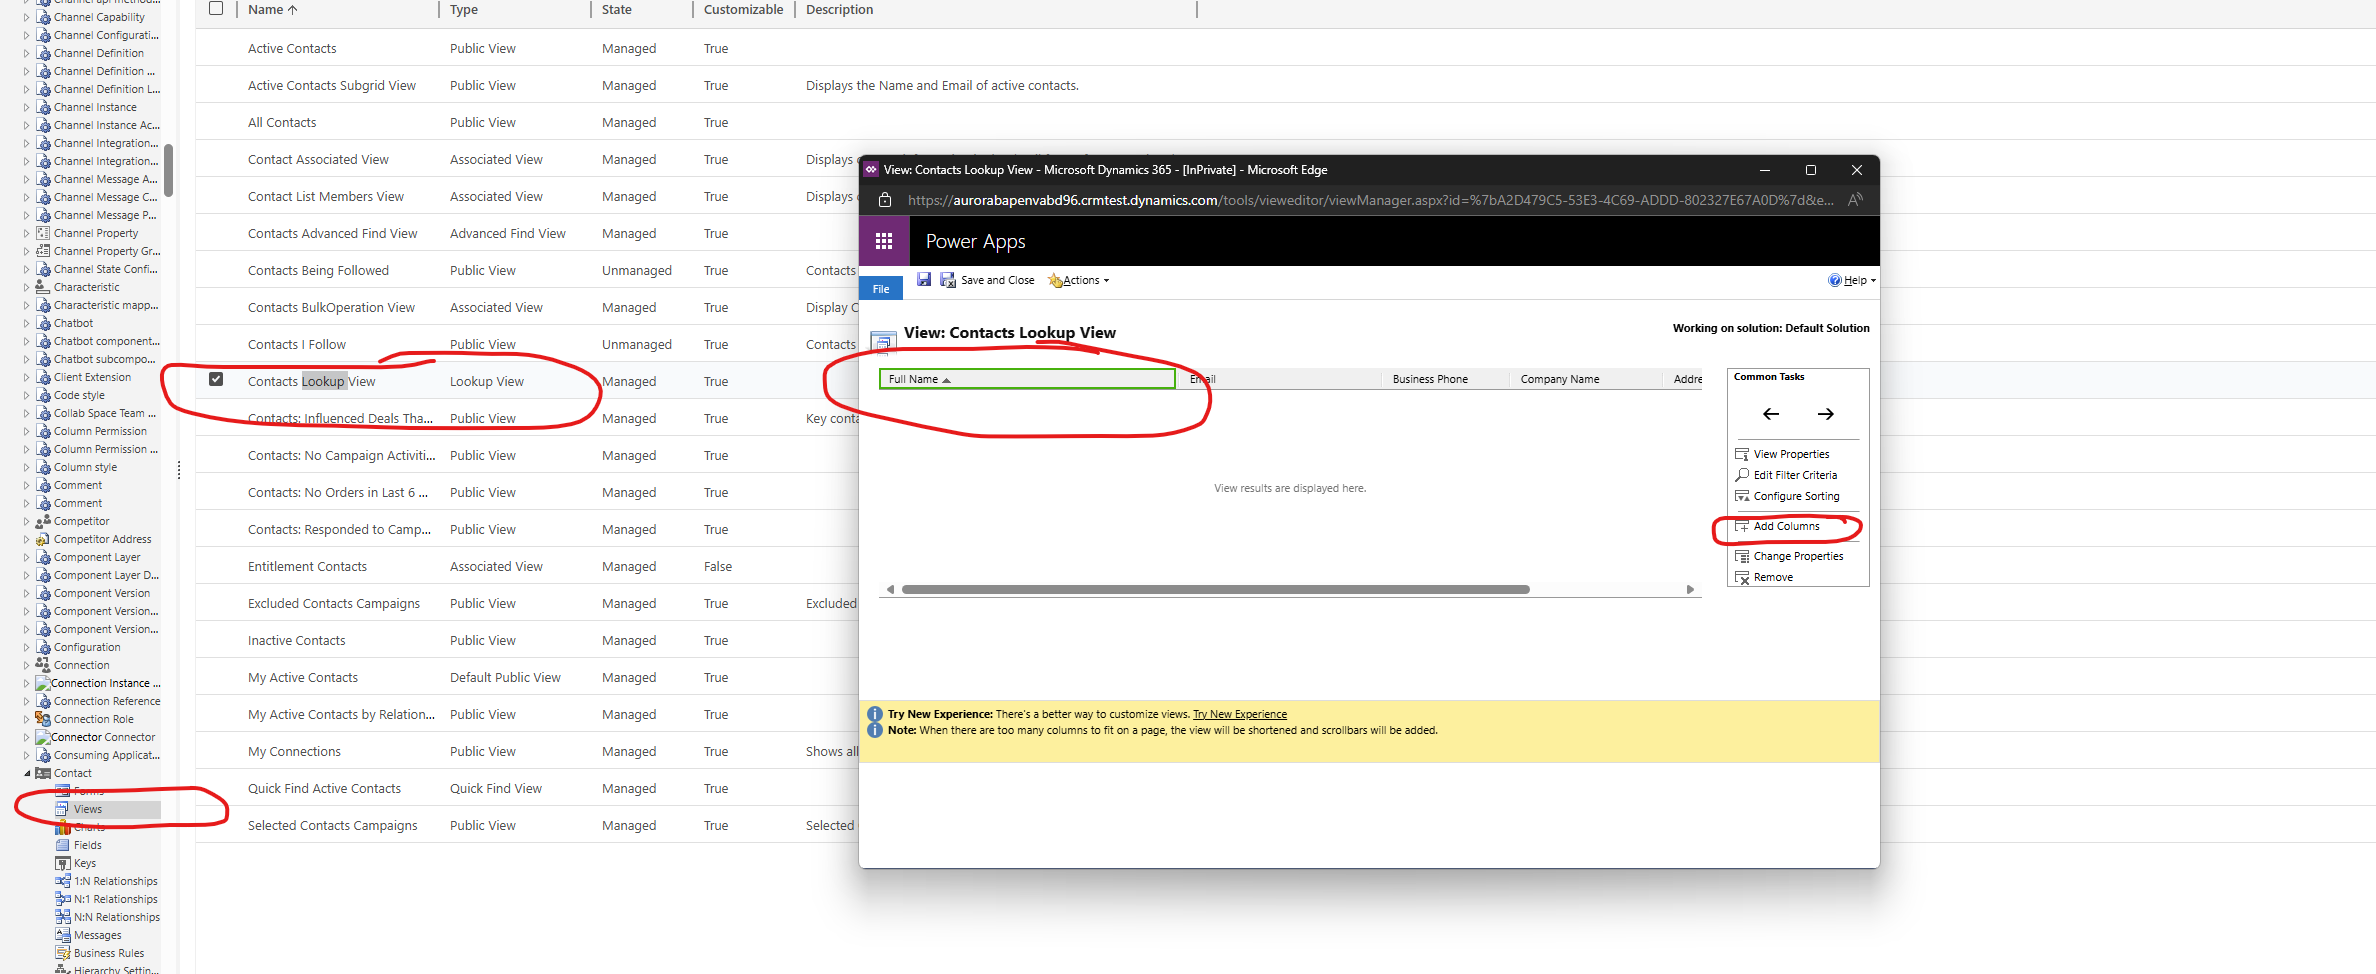 Channel Capability
Channel Configurati...
Channel Definition
Channel Definition ...
Channel Definition L...
Channel Instance
Channel Instance Ac...
Channel Integration...
Channel Integration...
Channel Message A...
Channel Message C...
Channel Message P...
Channel Property
Channel Property Gr...
Channel State Confi...
Characteristic
Characteristic mapp...
Chatbot
Chatbot component...
Chatbot subcompo...
Client Extension
Code style
Collab Space Team ...
Column Permission
Column Permission ...
Column style
Comment
Comment
Competitor
Competitor Address
Component Layer
Component Layer D...
Component Version
Component Version...
Component Version...
Configuration
Connection
Connection Instance ...
Connection Reference
Connection Role
Connector Connector
Consuming Applicat...
Contact
Forms
Views
Charts
Fields
Keys
1:N Relationships
N:1 Relationships
N:N Relationships
Messages
Business Rules
Hierarchy Settin...
Name Type State Customizable Description
Active Contacts Public View Managed True
Active Contacts Subgrid View Public View Managed True Displays the Name and Email of active contacts.
All Contacts Public View Managed True
Contact Associated View Associated View Managed True Displays
Contact List Members View Associated View Managed True Displays
Contacts Advanced Find View Advanced Find View Managed True
Contacts Being Followed Public View Unmanaged True Contacts
Contacts BulkOperation View Associated View Managed True Display C
Contacts I Follow Public View Unmanaged True Contacts
Contacts Lookup View Lookup View Managed True
Contacts: Influenced Deals Tha... Public View Managed True Key conta
Contacts: No Campaign Activiti... Public View Managed True
Contacts: No Orders in Last 6 ... Public View Managed True
Contacts: Responded to Camp... Public View Managed True
Entitlement Contacts Associated View Managed False
Excluded Contacts Campaigns Public View Managed True Excluded
Inactive Contacts Public View Managed True
My Active Contacts Default Public View Managed True
My Active Contacts by Relation... Public View Managed True
My Connections Public View Managed True Shows all
Quick Find Active Contacts Quick Find View Managed True
Selected Contacts Campaigns Public View Managed True Selected
View: Contacts Lookup View - Microsoft Dynamics 365 - [InPrivate] - Microsoft Edge
https://aurorabapenvabd96.crmtest.dynamics.com/tools/vieweditor/viewManager.aspx?id=%7bA2D479C5-53E3-4C69-ADDD-802327E67A0D%7d&e...
Power Apps
File Save and Close Actions Help
View: Contacts Lookup View
Working on solution: Default Solution
Full Name Email Business Phone Company Name Addre
View results are displayed here.
Common Tasks
View Properties
Edit Filter Criteria
Configure Sorting
Add Columns
Change Properties
Remove
Try New Experience: There's a better way to customize views. Try New Experience
Note: When there are too many columns to fit on a page, the view will be shortened and scrollbars will be added.